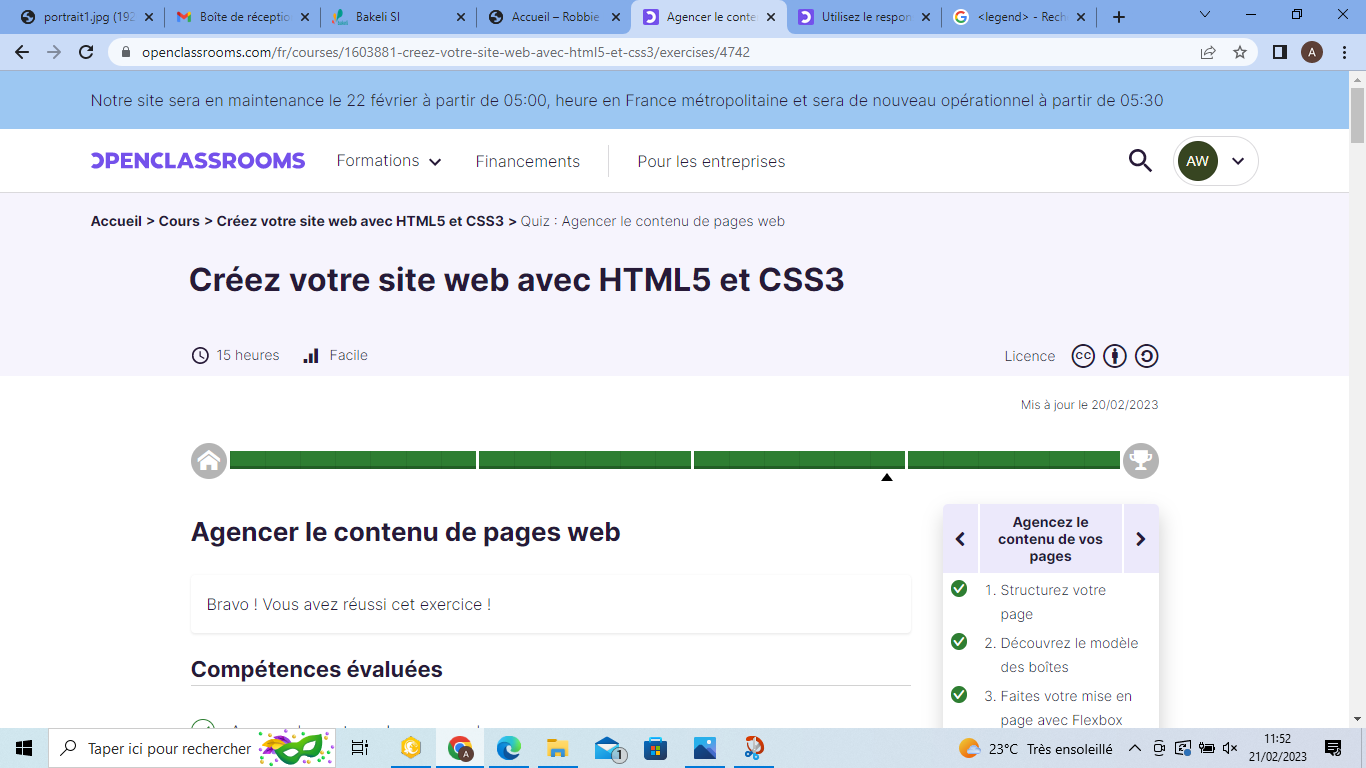 portrait1.jpg (192
Boîte de réceptio
Bakeli SI
Accueil – Robbie
Agencer le conte
Utilisez le respon
<legend> - Rech
openclassrooms.com/fr/courses/1603881-creez-votre-site-web-avec-html5-et-css3/exercises/4742
A
Notre site sera en maintenance le 22 février à partir de 05:00, heure en France métropolitaine et sera de nouveau opérationnel à partir de 05:30
OPENCLASSROOMS
Formations
Financements
Pour les entreprises
AW
Accueil > Cours > Créez votre site web avec HTML5 et CSS3 > Quiz : Agencer le contenu de pages web
Créez votre site web avec HTML5 et CSS3
15 heures
Facile
Licence
cc
Mis à jour le 20/02/2023
Agencer le contenu de pages web
Bravo ! Vous avez réussi cet exercice !
Compétences évaluées
Agencez le
contenu de vos
pages
1. Structurez votre
page
2. Découvrez le modèle
des boîtes
3. Faites votre mise en
page avec Flexbox
Taper ici pour rechercher
A
1
23°C Très ensoleillé
11:52
21/02/2023